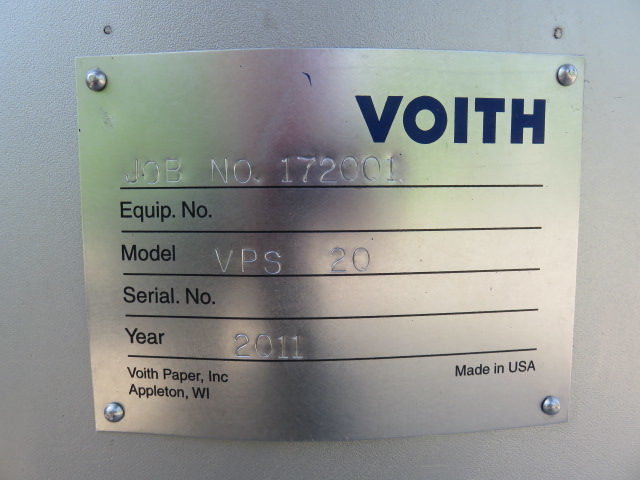 VOITH
JOB NO. 172001
Equip. No.
Model VPS 20
Serial. No.
Year 2011
Voith Paper, Inc
Appleton, WI
Made in USA